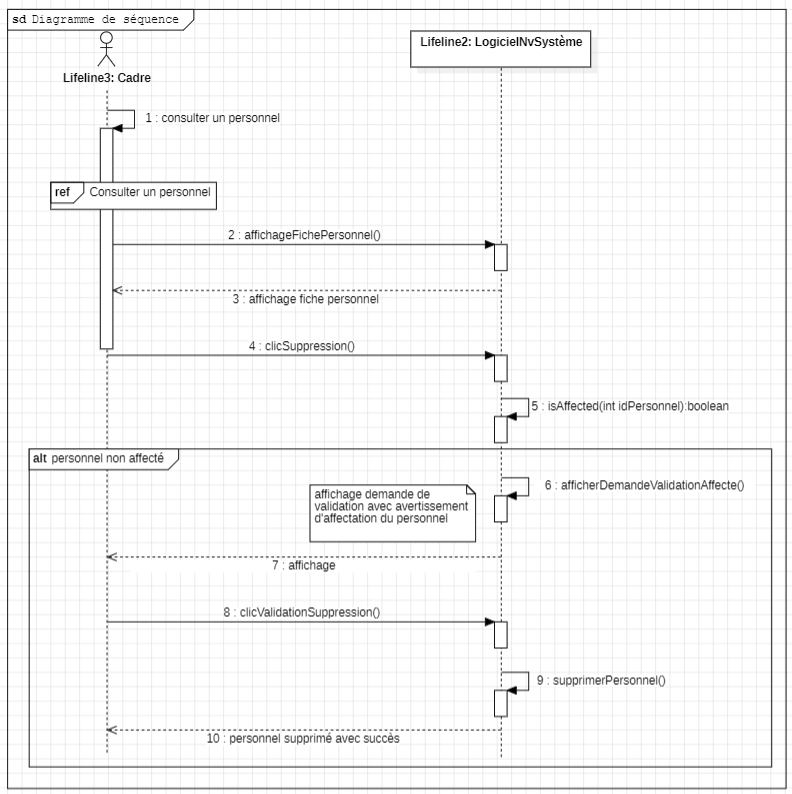 sd Diagramme de séquence
Lifeline2: LogicielNvSystème
Lifeline3: Cadre
1 : consulter un personnel
ref Consulter un personnel
2 : affichageFichePersonnel()
3 : affichage fiche personnel
4 : clicSuppression()
5 : isAffected(int idPersonnel):boolean
alt personnel non affecté
6 : afficherDemandeValidationAffecte()
affichage demande de
validation avec avertissement
d'affectation du personnel
7 : affichage
8 : clicValidationSuppression()
9 : supprimerPersonnel()
10 : personnel supprimé avec succès